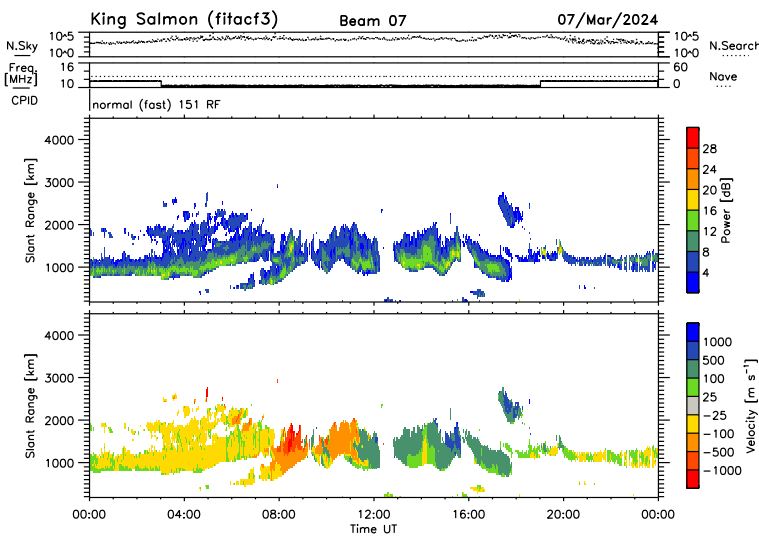 King Salmon (fitacf3) Beam 07 07/Mar/2024
N.Sky 10^5 10^0 10^5 10^0 N.Search
Freq. [MHz] 16 10 60 0 Nave
CPID normal (fast) 151 RF
Slant Range [km] 4000 3000 2000 1000
Power [dB] 28 24 20 16 12 8 4
Slant Range [km] 4000 3000 2000 1000
Velocity [m s^-1] 1000 500 100 25 -25 -100 -500 -1000
00:00 04:00 08:00 12:00 16:00 20:00 00:00
Time UT